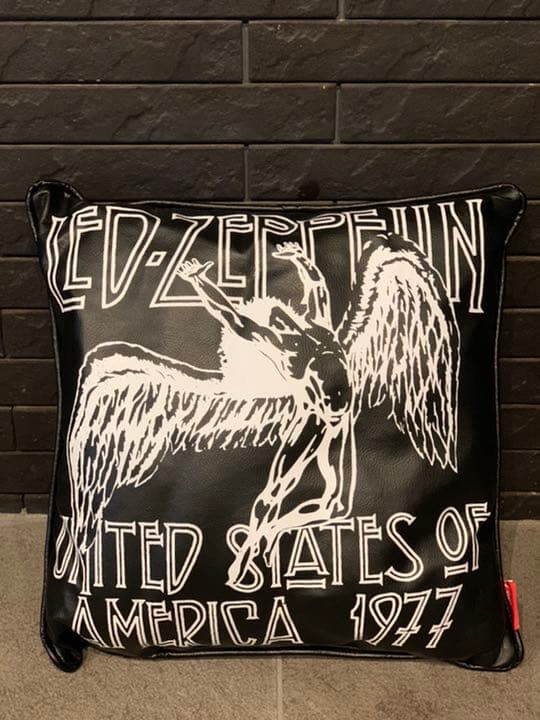 LED-ZEPPELIN
UNITED STATES OF
AMERICA 1977